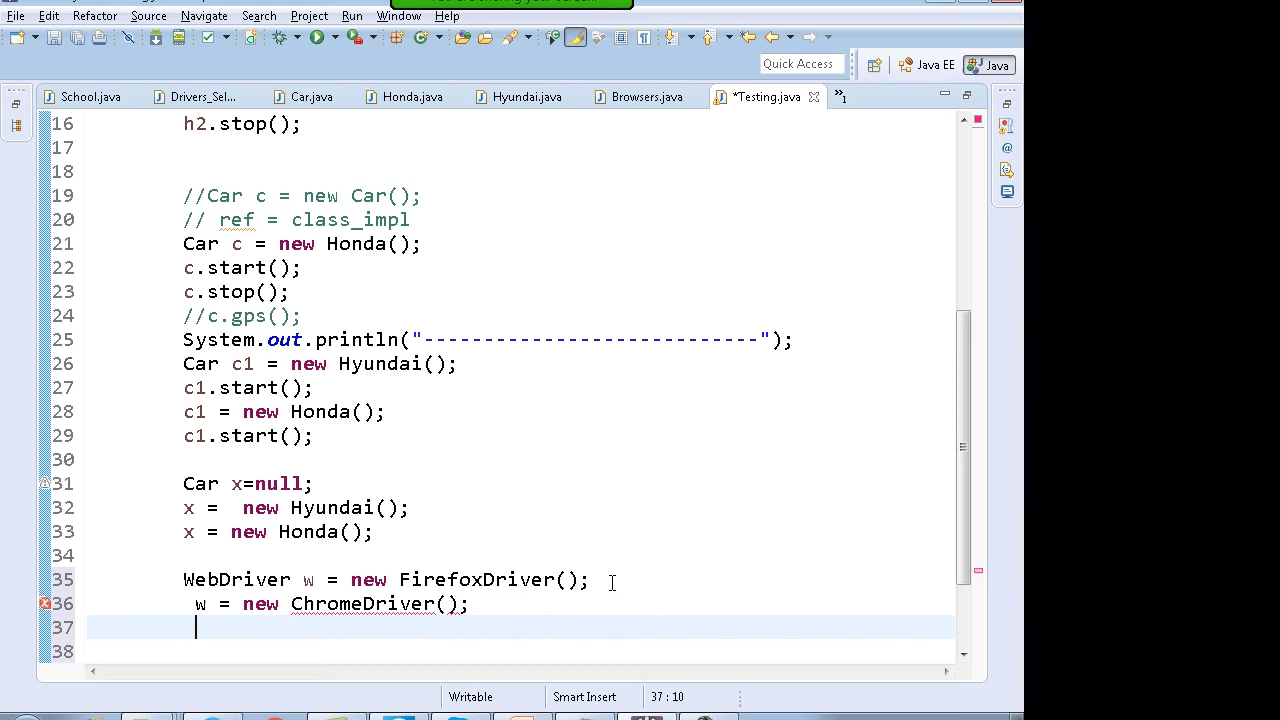 File Edit Refactor Source Navigate Search Project Run Window Help
Quick Access Java EE Java
School.java Drivers_Sel... Car.java Honda.java Hyundai.java Browsers.java *Testing.java »1
16 h2.stop();
17
18
19 //Car c = new Car();
20 // ref = class_impl
21 Car c = new Honda();
22 c.start();
23 c.stop();
24 //c.gps();
25 System.out.println("----------------------------");
26 Car c1 = new Hyundai();
27 c1.start();
28 c1 = new Honda();
29 c1.start();
30
31 Car x=null;
32 x =  new Hyundai();
33 x = new Honda();
34
35 WebDriver w = new FirefoxDriver();
36 w = new ChromeDriver();
37
38
Writable Smart Insert 37 : 10